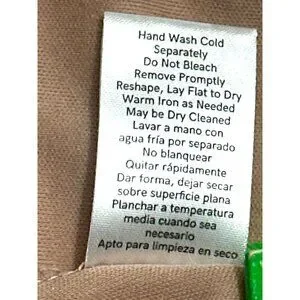 Hand Wash Cold
Separately
Do Not Bleach
Remove Promptly
Reshape, Lay Flat to Dry
Warm Iron as Needed
May be Dry Cleaned
Lavar a mano con
agua fría por separado
No blanquear
Quitar rápidamente
Dar forma, dejar secar
sobre superficie plana
Planchar a temperatura
media cuando sea
necesario
Apto para limpieza en seco